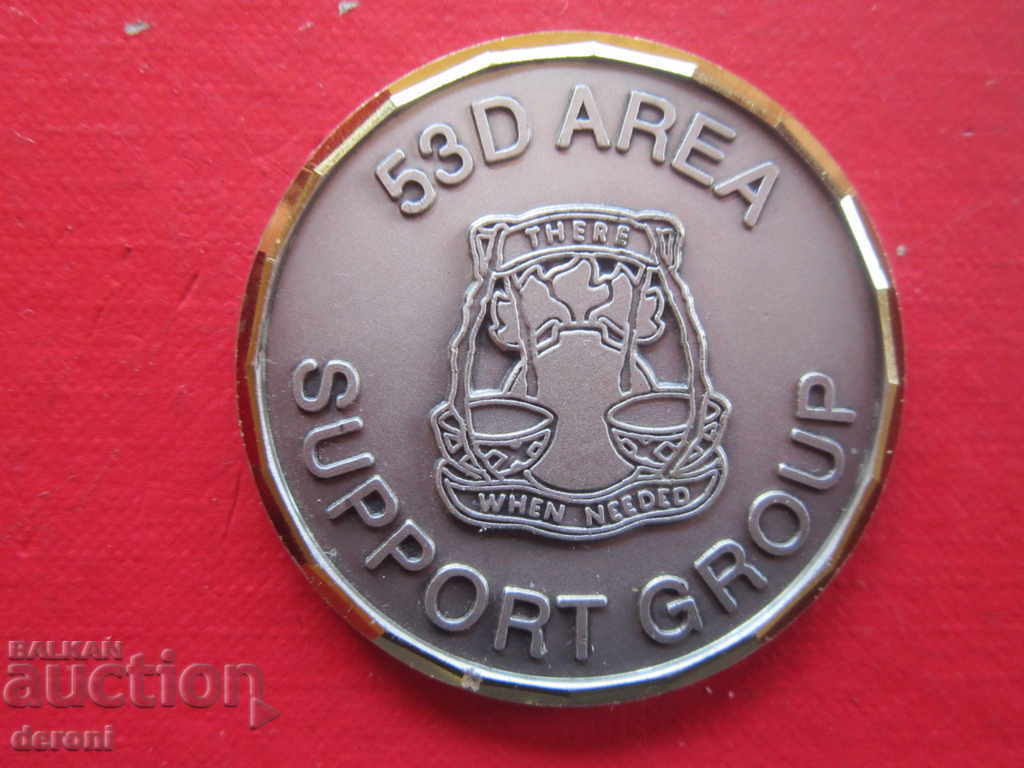 53D AREA
THERE
WHEN NEEDED
SUPPORT GROUP
BALKAN
auction
deroni